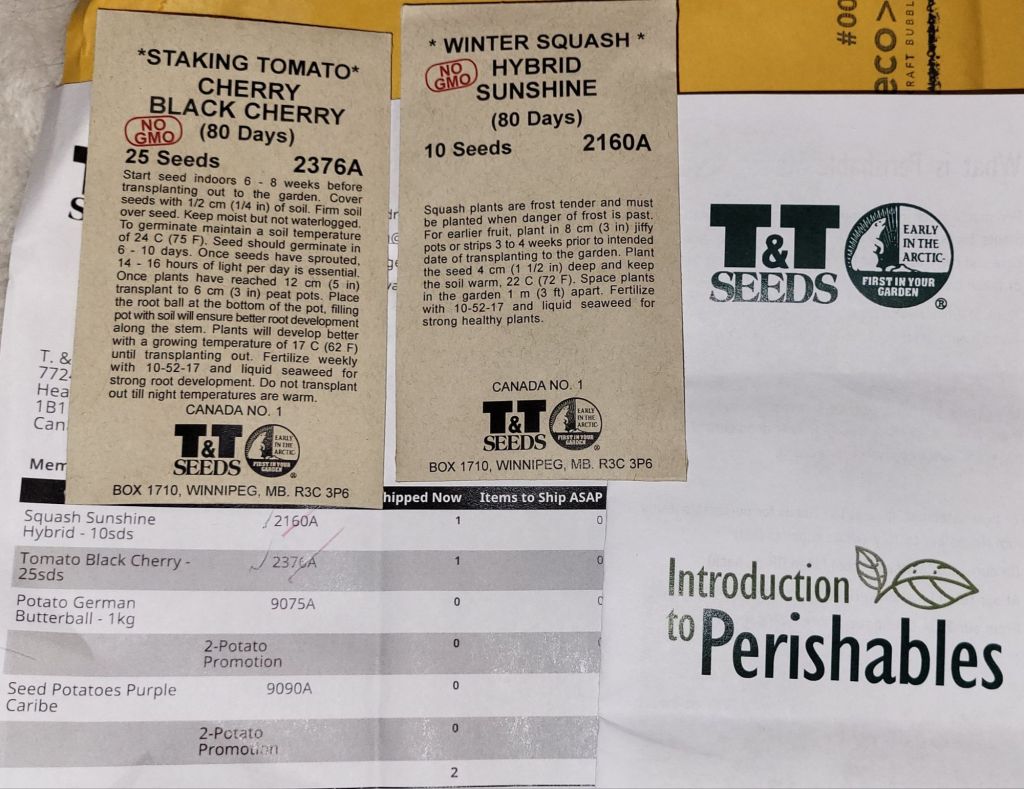 *STAKING TOMATO*
CHERRY
BLACK CHERRY
NO
GMO
(80 Days)
25 Seeds 2376A
Start seed indoors 6 - 8 weeks before
transplanting out to the garden. Cover
seeds with 1/2 cm (1/4 in) of soil. Firm soil
over seed. Keep moist but not waterlogged.
To germinate maintain a soil temperature
of 24 C (75 F). Seed should germinate in
6 - 10 days. Once seeds have sprouted,
14 - 16 hours of light per day is essential.
Once plants have reached 12 cm (5 in)
transplant to 6 cm (3 in) peat pots. Place
the root ball at the bottom of the pot, filling
pot with soil will ensure better root development
along the stem. Plants will develop better
with a growing temperature of 17 C (62 F)
until transplanting out. Fertilize weekly
with 10-52-17 and liquid seaweed for
strong root development. Do not transplant
out till night temperatures are warm.
CANADA NO. 1
T&T
SEEDS
EARLY
IN THE
ARCTIC
FIRST IN YOUR
GARDEN
®
BOX 1710, WINNIPEG, MB. R3C 3P6
* WINTER SQUASH *
NO
GMO
HYBRID
SUNSHINE
(80 Days)
10 Seeds 2160A
Squash plants are frost tender and must
be planted when danger of frost is past.
For earlier fruit, plant in 8 cm (3 in) jiffy
pots or strips 3 to 4 weeks prior to intended
date of transplanting to the garden. Plant
the seed 4 cm (1 1/2 in) deep and keep
the soil warm, 22 C (72 F). Space plants
in the garden 1 m (3 ft) apart. Fertilize
with 10-52-17 and liquid seaweed for
strong healthy plants.
CANADA NO. 1
T&T
SEEDS
EARLY
IN THE
ARCTIC
FIRST IN YOUR
GARDEN
®
BOX 1710, WINNIPEG, MB. R3C 3P6
#00
eco>
RAFT BUBBL
T&T
SEEDS
EARLY
IN THE
ARCTIC
FIRST IN YOUR
GARDEN
®
Introduction
to Perishables
T. &
772
Hea
1B1
Can
Mem
hipped Now Items to Ship ASAP
Squash Sunshine 2160A 1 0
Hybrid - 10sds
Tomato Black Cherry - 2376A 1 0
25sds
Potato German 9075A 0 0
Butterball - 1kg
2-Potato 0
Promotion
Seed Potatoes Purple 9090A 0
Caribe
2-Potato 0
Promotion
2